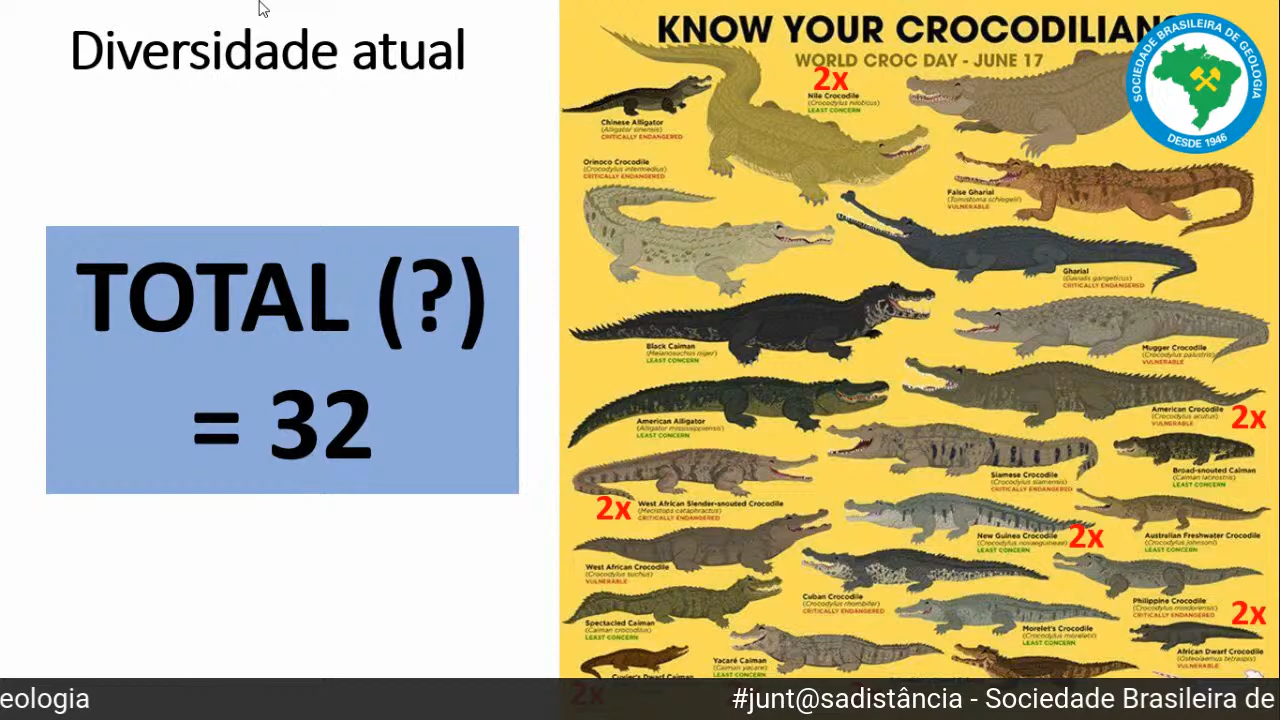 Diversidade atual
TOTAL (?)
= 32
KNOW YOUR CROCODILIANS
WORLD CROC DAY - JUNE 17
SOCIEDADE BRASILEIRA DE GEOLOGIA
DESDE 1946
2x
Nile Crocodile
(Crocodylus niloticus)
LEAST CONCERN
Chinese Alligator
(Alligator sinensis)
CRITICALLY ENDANGERED
Orinoco Crocodile
(Crocodylus intermedius)
CRITICALLY ENDANGERED
False Gharial
(Tomistoma schlegelii)
VULNERABLE
Gharial
(Gavialis gangeticus)
CRITICALLY ENDANGERED
Black Caiman
(Melanosuchus niger)
LEAST CONCERN
Mugger Crocodile
(Crocodylus palustris)
VULNERABLE
American Crocodile
(Crocodylus acutus)
VULNERABLE
2x
American Alligator
(Alligator mississippiensis)
LEAST CONCERN
Siamese Crocodile
(Crocodylus siamensis)
CRITICALLY ENDANGERED
Broad-snouted Caiman
(Caiman latirostris)
LEAST CONCERN
2x
West African Slender-snouted Crocodile
(Mecistops cataphractus)
CRITICALLY ENDANGERED
New Guinea Crocodile
(Crocodylus novaeguineae)
LEAST CONCERN
2x
Australian Freshwater Crocodile
(Crocodylus johnsoni)
LEAST CONCERN
West African Crocodile
(Crocodylus suchus)
VULNERABLE
Cuban Crocodile
(Crocodylus rhombifer)
CRITICALLY ENDANGERED
Philippine Crocodile
(Crocodylus mindorensis)
CRITICALLY ENDANGERED
2x
Spectacled Caiman
(Caiman crocodilus)
LEAST CONCERN
Morelet's Crocodile
(Crocodylus moreletii)
LEAST CONCERN
African Dwarf Crocodile
(Osteolaemus tetraspis)
VULNERABLE
Yacaré Caiman
(Caiman yacare)
LEAST CONCERN
Cuvier's Dwarf Caiman
2x
eologia
#junt@sadistância - Sociedade Brasileira de